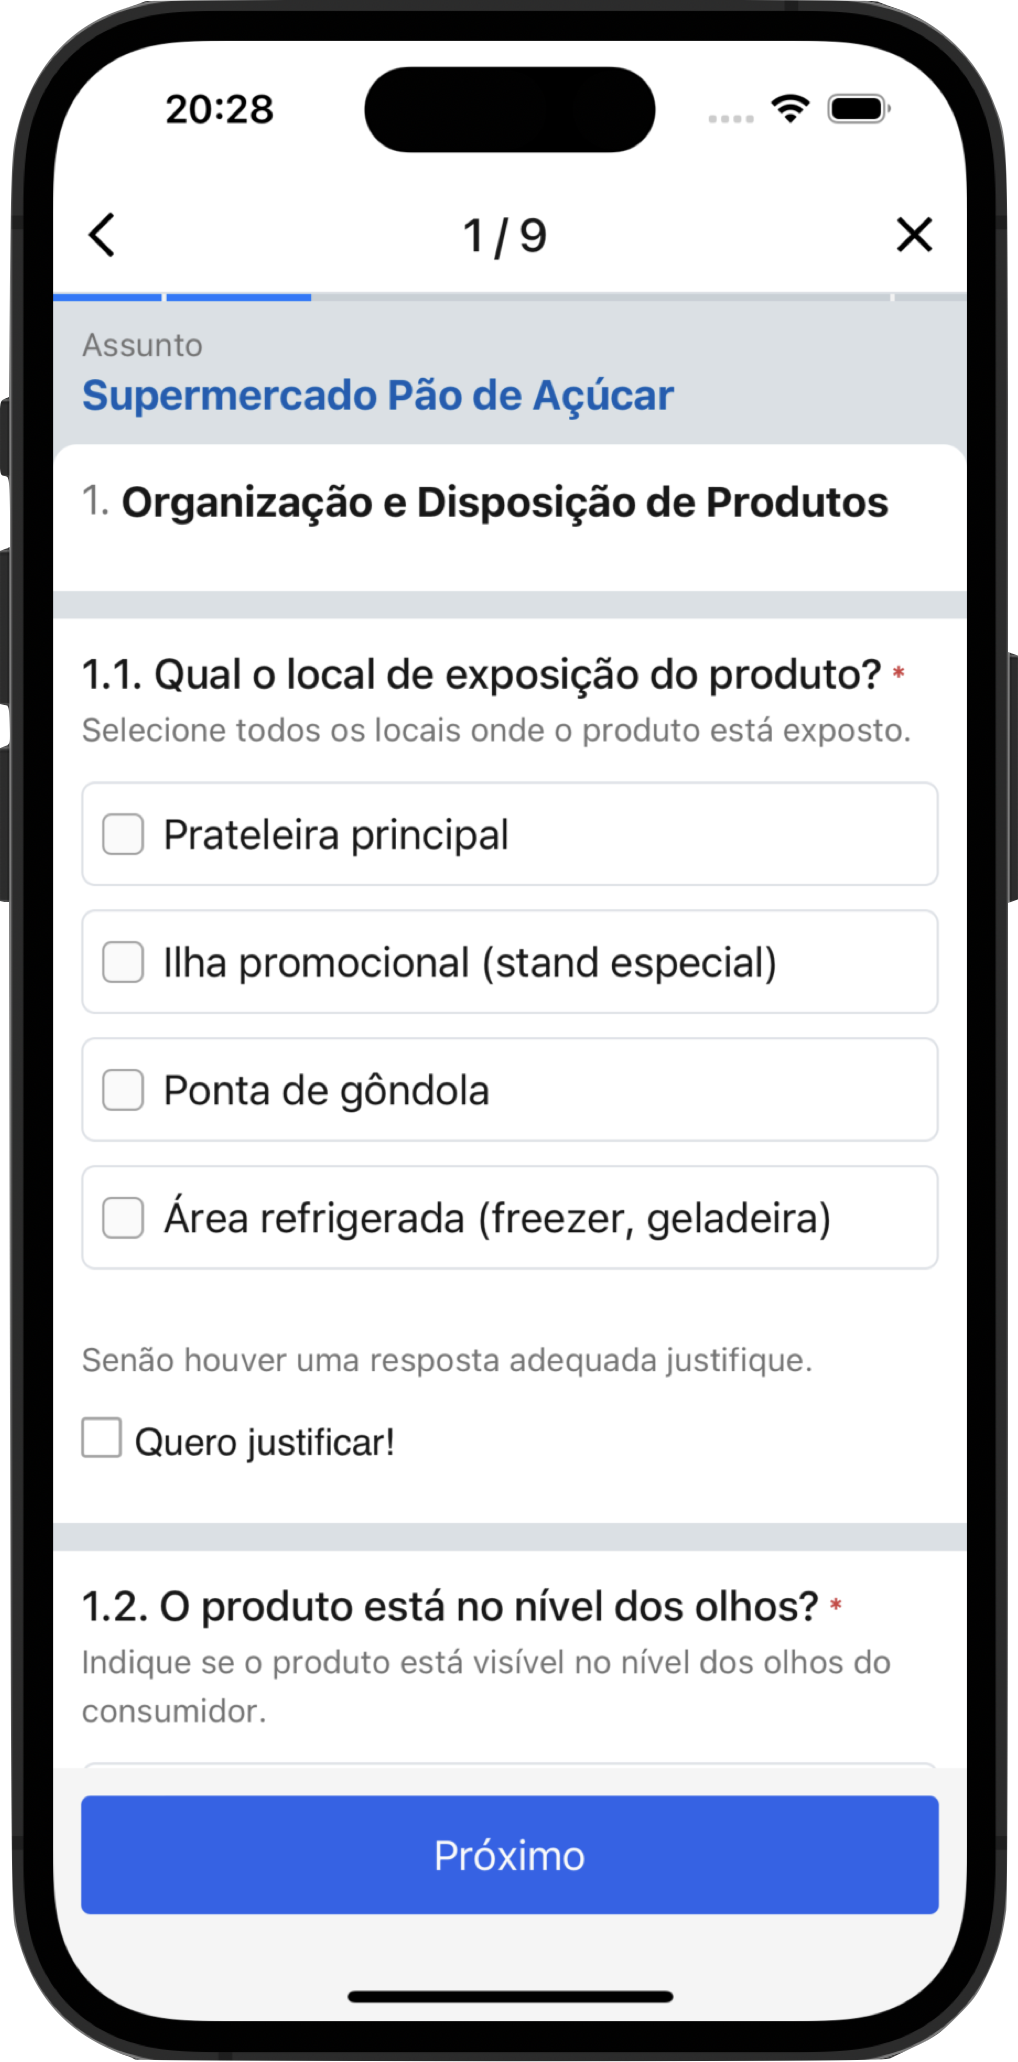 20:28
1 / 9
Assunto
Supermercado Pão de Açúcar
1. Organização e Disposição de Produtos
1.1. Qual o local de exposição do produto? *
Selecione todos os locais onde o produto está exposto.
Prateleira principal
Ilha promocional (stand especial)
Ponta de gôndola
Área refrigerada (freezer, geladeira)
Senão houver uma resposta adequada justifique.
Quero justificar!
1.2. O produto está no nível dos olhos? *
Indique se o produto está visível no nível dos olhos do
consumidor.
Próximo